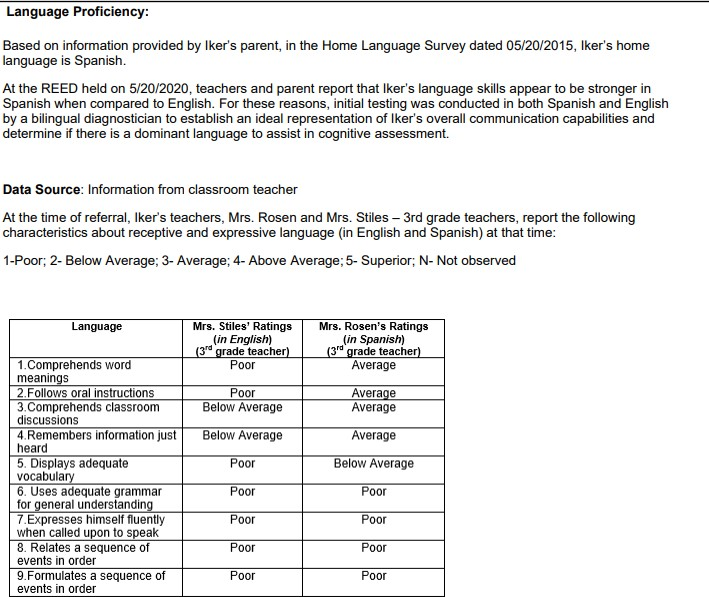 Language Proficiency:
Based on information provided by Iker's parent, in the Home Language Survey dated 05/20/2015, Iker's home
language is Spanish.
At the REED held on 5/20/2020, teachers and parent report that Iker's language skills appear to be stronger in
Spanish when compared to English. For these reasons, initial testing was conducted in both Spanish and English
by a bilingual diagnostician to establish an ideal representation of Iker's overall communication capabilities and
determine if there is a dominant language to assist in cognitive assessment.
Data Source: Information from classroom teacher
At the time of referral, Iker's teachers, Mrs. Rosen and Mrs. Stiles – 3rd grade teachers, report the following
characteristics about receptive and expressive language (in English and Spanish) at that time:
1-Poor; 2- Below Average; 3- Average; 4- Above Average; 5- Superior; N- Not observed
Language Mrs. Stiles' Ratings Mrs. Rosen's Ratings
(in English) (in Spanish)
(3rd grade teacher) (3rd grade teacher)
1.Comprehends word Poor Average
meanings
2.Follows oral instructions Poor Average
3.Comprehends classroom Below Average Average
discussions
4.Remembers information just Below Average Average
heard
5. Displays adequate Poor Below Average
vocabulary
6. Uses adequate grammar Poor Poor
for general understanding
7.Expresses himself fluently Poor Poor
when called upon to speak
8. Relates a sequence of Poor Poor
events in order
9.Formulates a sequence of Poor Poor
events in order